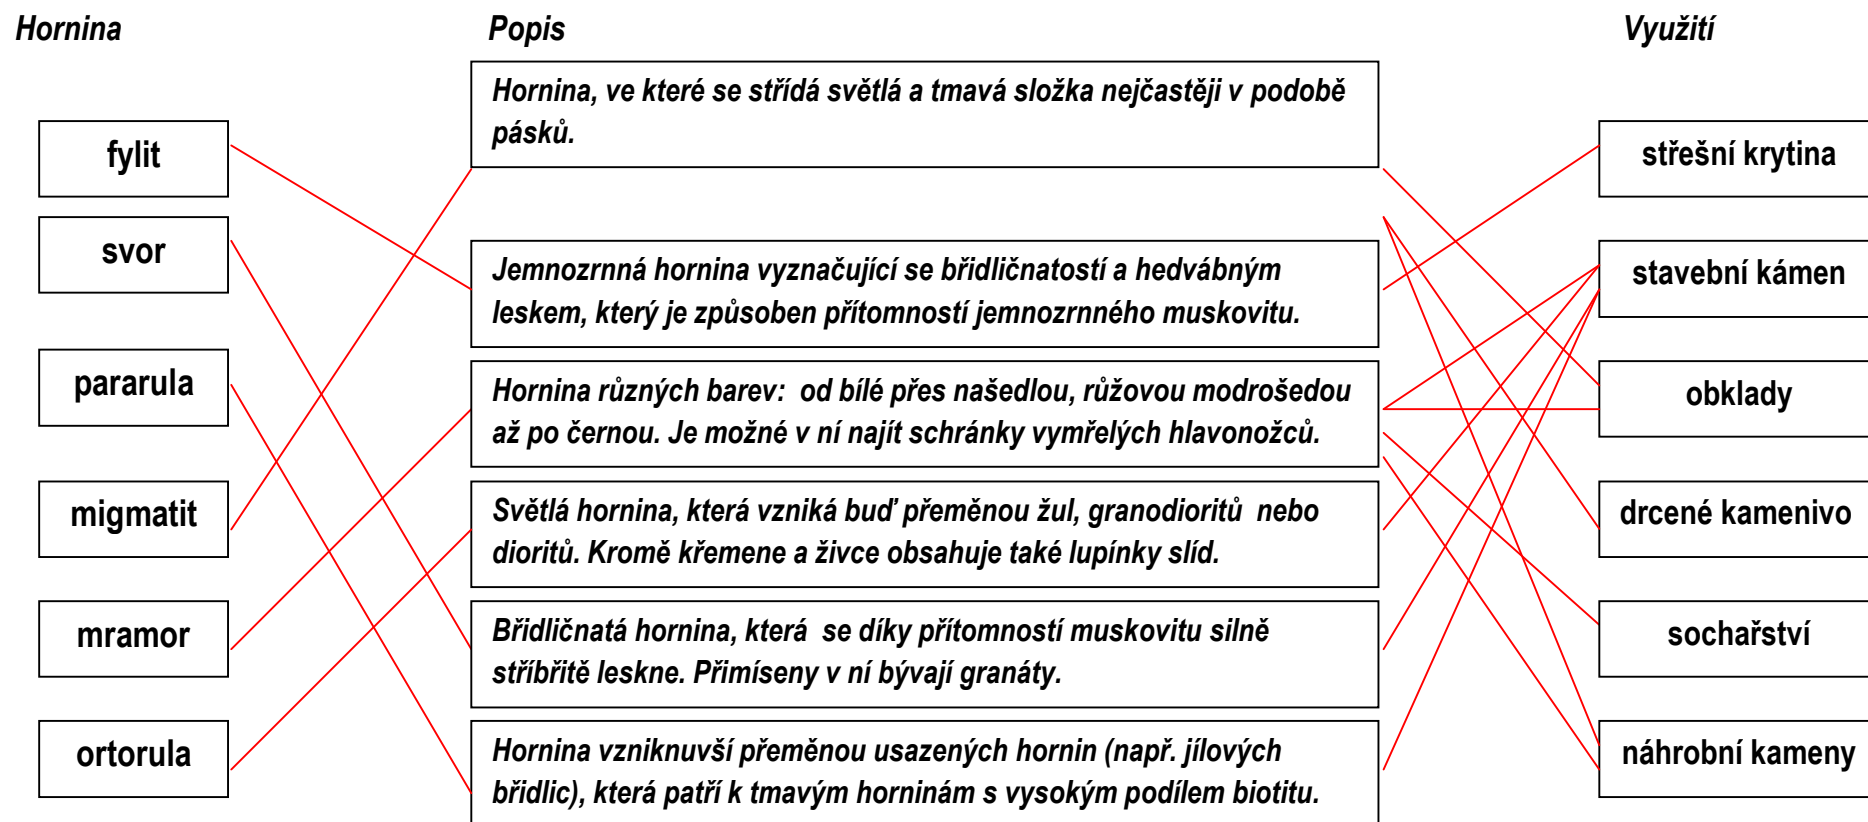 Hornina
Popis
Využití
fylit
svor
pararula
migmatit
mramor
ortorula
Hornina, ve které se střídá světlá a tmavá složka nejčastěji v podobě
pásků.
Jemnozrnná hornina vyznačující se břidličnatostí a hedvábným
leskem, který je způsoben přítomností jemnozrnného muskovitu.
Hornina různých barev:  od bílé přes našedlou, růžovou modrošedou
až po černou. Je možné v ní najít schránky vymřelých hlavonožců.
Světlá hornina, která vzniká buď přeměnou žul, granodioritů  nebo
dioritů. Kromě křemene a živce obsahuje také lupínky slíd.
Břidličnatá hornina, která  se díky přítomností muskovitu silně
stříbřitě leskne. Přimíseny v ní bývají granáty.
Hornina vzniknuvší přeměnou usazených hornin (např. jílových
břidlic), která patří k tmavým horninám s vysokým podílem biotitu.
střešní krytina
stavební kámen
obklady
drcené kamenivo
sochařství
náhrobní kameny